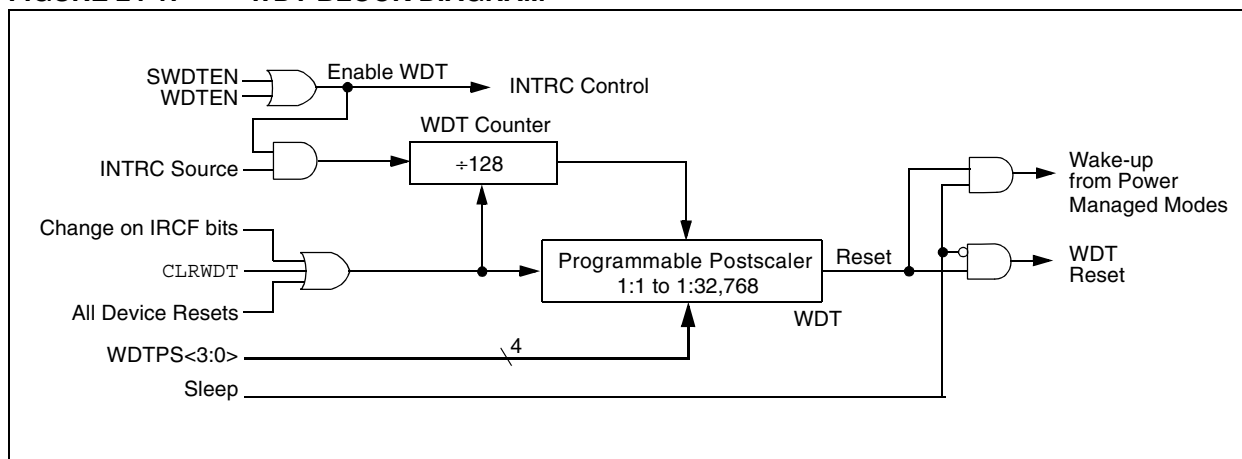 SWDTEN
WDTEN
Enable WDT
INTRC Control
WDT Counter
INTRC Source
÷128
Wake-up
from Power
Managed Modes
Change on IRCF bits
CLRWDT
All Device Resets
Programmable Postscaler
1:1 to 1:32,768
Reset
WDT
Reset
WDT
WDTPS<3:0>
4
Sleep